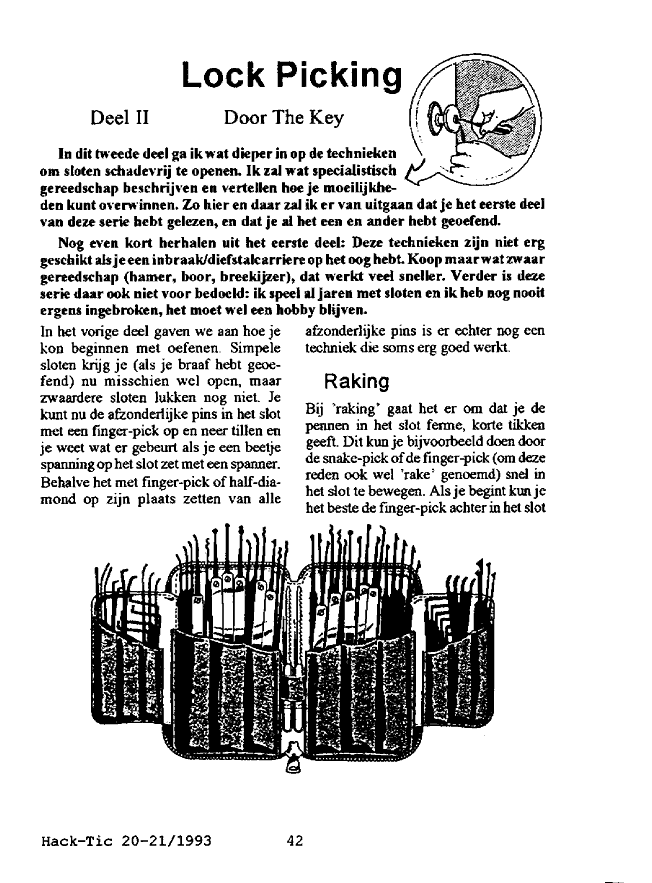 Lock Picking
Deel II Door The Key
In dit tweede deel ga ik wat dieper in op de technieken
om sloten schadevrij te openen. Ik zal wat specialistisch
gereedschap beschrijven en vertellen hoe je moeilijkhe-
den kunt overwinnen. Zo hier en daar zal ik er van uitgaan dat je het eerste deel
van deze serie hebt gelezen, en dat je al het een en ander hebt geoefend.
Nog even kort herhalen uit het eerste deel: Deze technieken zijn niet erg
geschikt als je een inbraak/diefstalcarriere op het oog hebt. Koop maar wat zwaar
gereedschap (hamer, boor, breekijzer), dat werkt veel sneller. Verder is deze
serie daar ook niet voor bedoeld: ik speel al jaren met sloten en ik heb nog nooit
ergens ingebroken, het moet wel een hobby blijven.
In het vorige deel gaven we aan hoe je
kon beginnen met oefenen. Simpele
sloten krijg je (als je braaf hebt geoe-
fend) nu misschien wel open, maar
zwaardere sloten lukken nog niet. Je
kunt nu de afzonderlijke pins in het slot
met een finger-pick op en neer tillen en
je weet wat er gebeurt als je een beetje
spanning op het slot zet met een spanner.
Behalve het met finger-pick of half-dia-
mond op zijn plaats zetten van alle
afzonderlijke pins is er echter nog een
techniek die soms erg goed werkt.
Raking
Bij 'raking' gaat het er om dat je de
pennen in het slot ferme, korte tikken
geeft. Dit kun je bijvoorbeeld doen door
de snake-pick of de finger-pick (om deze
reden ook wel 'rake' genoemd) snel in
het slot te bewegen. Als je begint kun je
het beste de finger-pick achter in het slot
Hack-Tic 20-21/1993 42